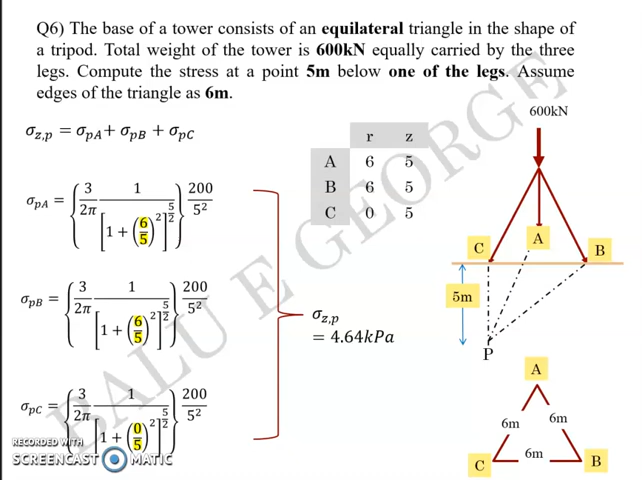 Q6) The base of a tower consists of an equilateral triangle in the shape of
a tripod. Total weight of the tower is 600kN equally carried by the three
legs. Compute the stress at a point 5m below one of the legs. Assume
edges of the triangle as 6m.
600kN
σz,p = σpA + σpB + σpC
r z
A 6 5
B 6 5
C 0 5
σpA = {3/2π 1/[1 + (6/5)²]^(5/2)} 200/5²
σpB = {3/2π 1/[1 + (6/5)²]^(5/2)} 200/5²
σpC = {3/2π 1/[1 + (0/5)²]^(5/2)} 200/5²
σz,p
= 4.64kPa
C A B
5m
P
A
6m 6m
6m
C B
BALU E GEORGE
RECORDED WITH
SCREENCAST MATIC